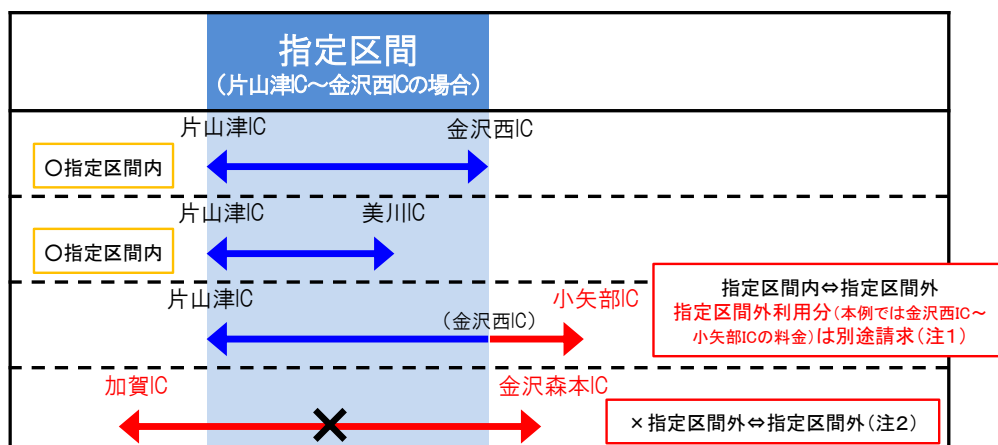 指定区間
（片山津IC～金沢西ICの場合）
片山津IC
金沢西IC
〇指定区間内
片山津IC
美川IC
〇指定区間内
片山津IC
（金沢西IC）
小矢部IC
指定区間内⇔指定区間外
指定区間外利用分（本例では金沢西IC～
小矢部ICの料金）は別途請求（注１）
加賀IC
金沢森本IC
×指定区間外⇔指定区間外（注２）